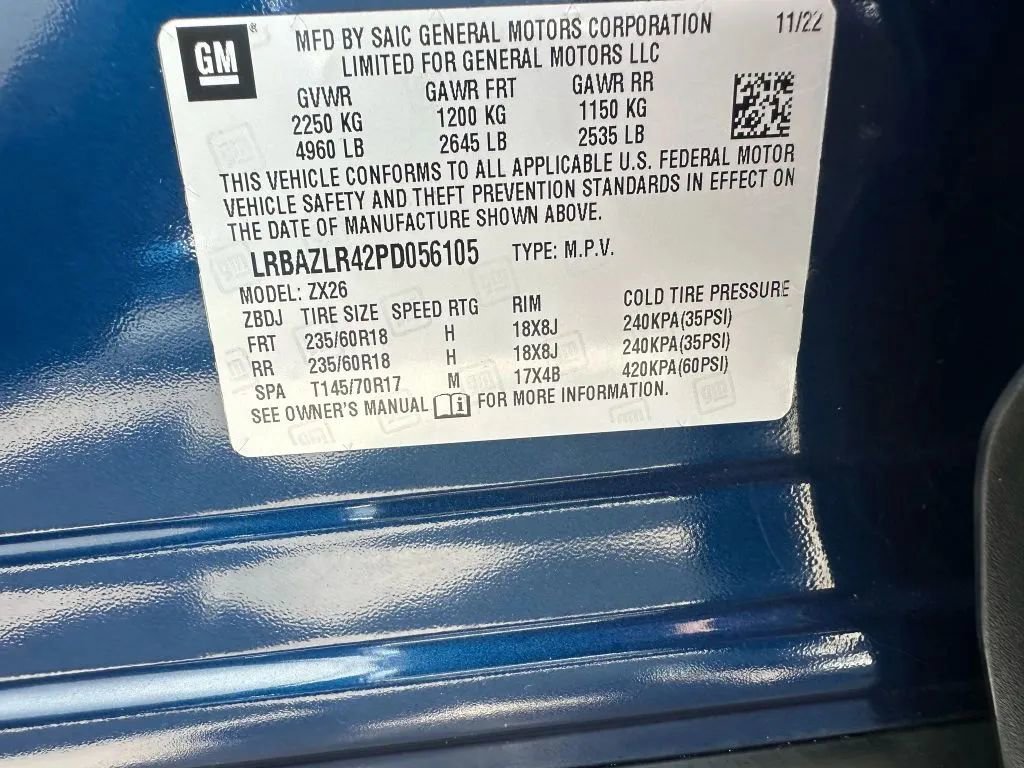 GM
®
MFD BY SAIC GENERAL MOTORS CORPORATION 11/22
LIMITED FOR GENERAL MOTORS LLC
GVWR GAWR FRT GAWR RR
2250 KG 1200 KG 1150 KG
4960 LB 2645 LB 2535 LB
THIS VEHICLE CONFORMS TO ALL APPLICABLE U.S. FEDERAL MOTOR
VEHICLE SAFETY AND THEFT PREVENTION STANDARDS IN EFFECT ON
THE DATE OF MANUFACTURE SHOWN ABOVE.
LRBAZLR42PD056105 TYPE: M.P.V.
MODEL: ZX26
ZBDJ TIRE SIZE SPEED RTG RIM COLD TIRE PRESSURE
FRT 235/60R18 H 18X8J 240KPA(35PSI)
RR 235/60R18 H 18X8J 240KPA(35PSI)
SPA T145/70R17 M 17X4B 420KPA(60PSI)
SEE OWNER'S MANUAL i FOR MORE INFORMATION.